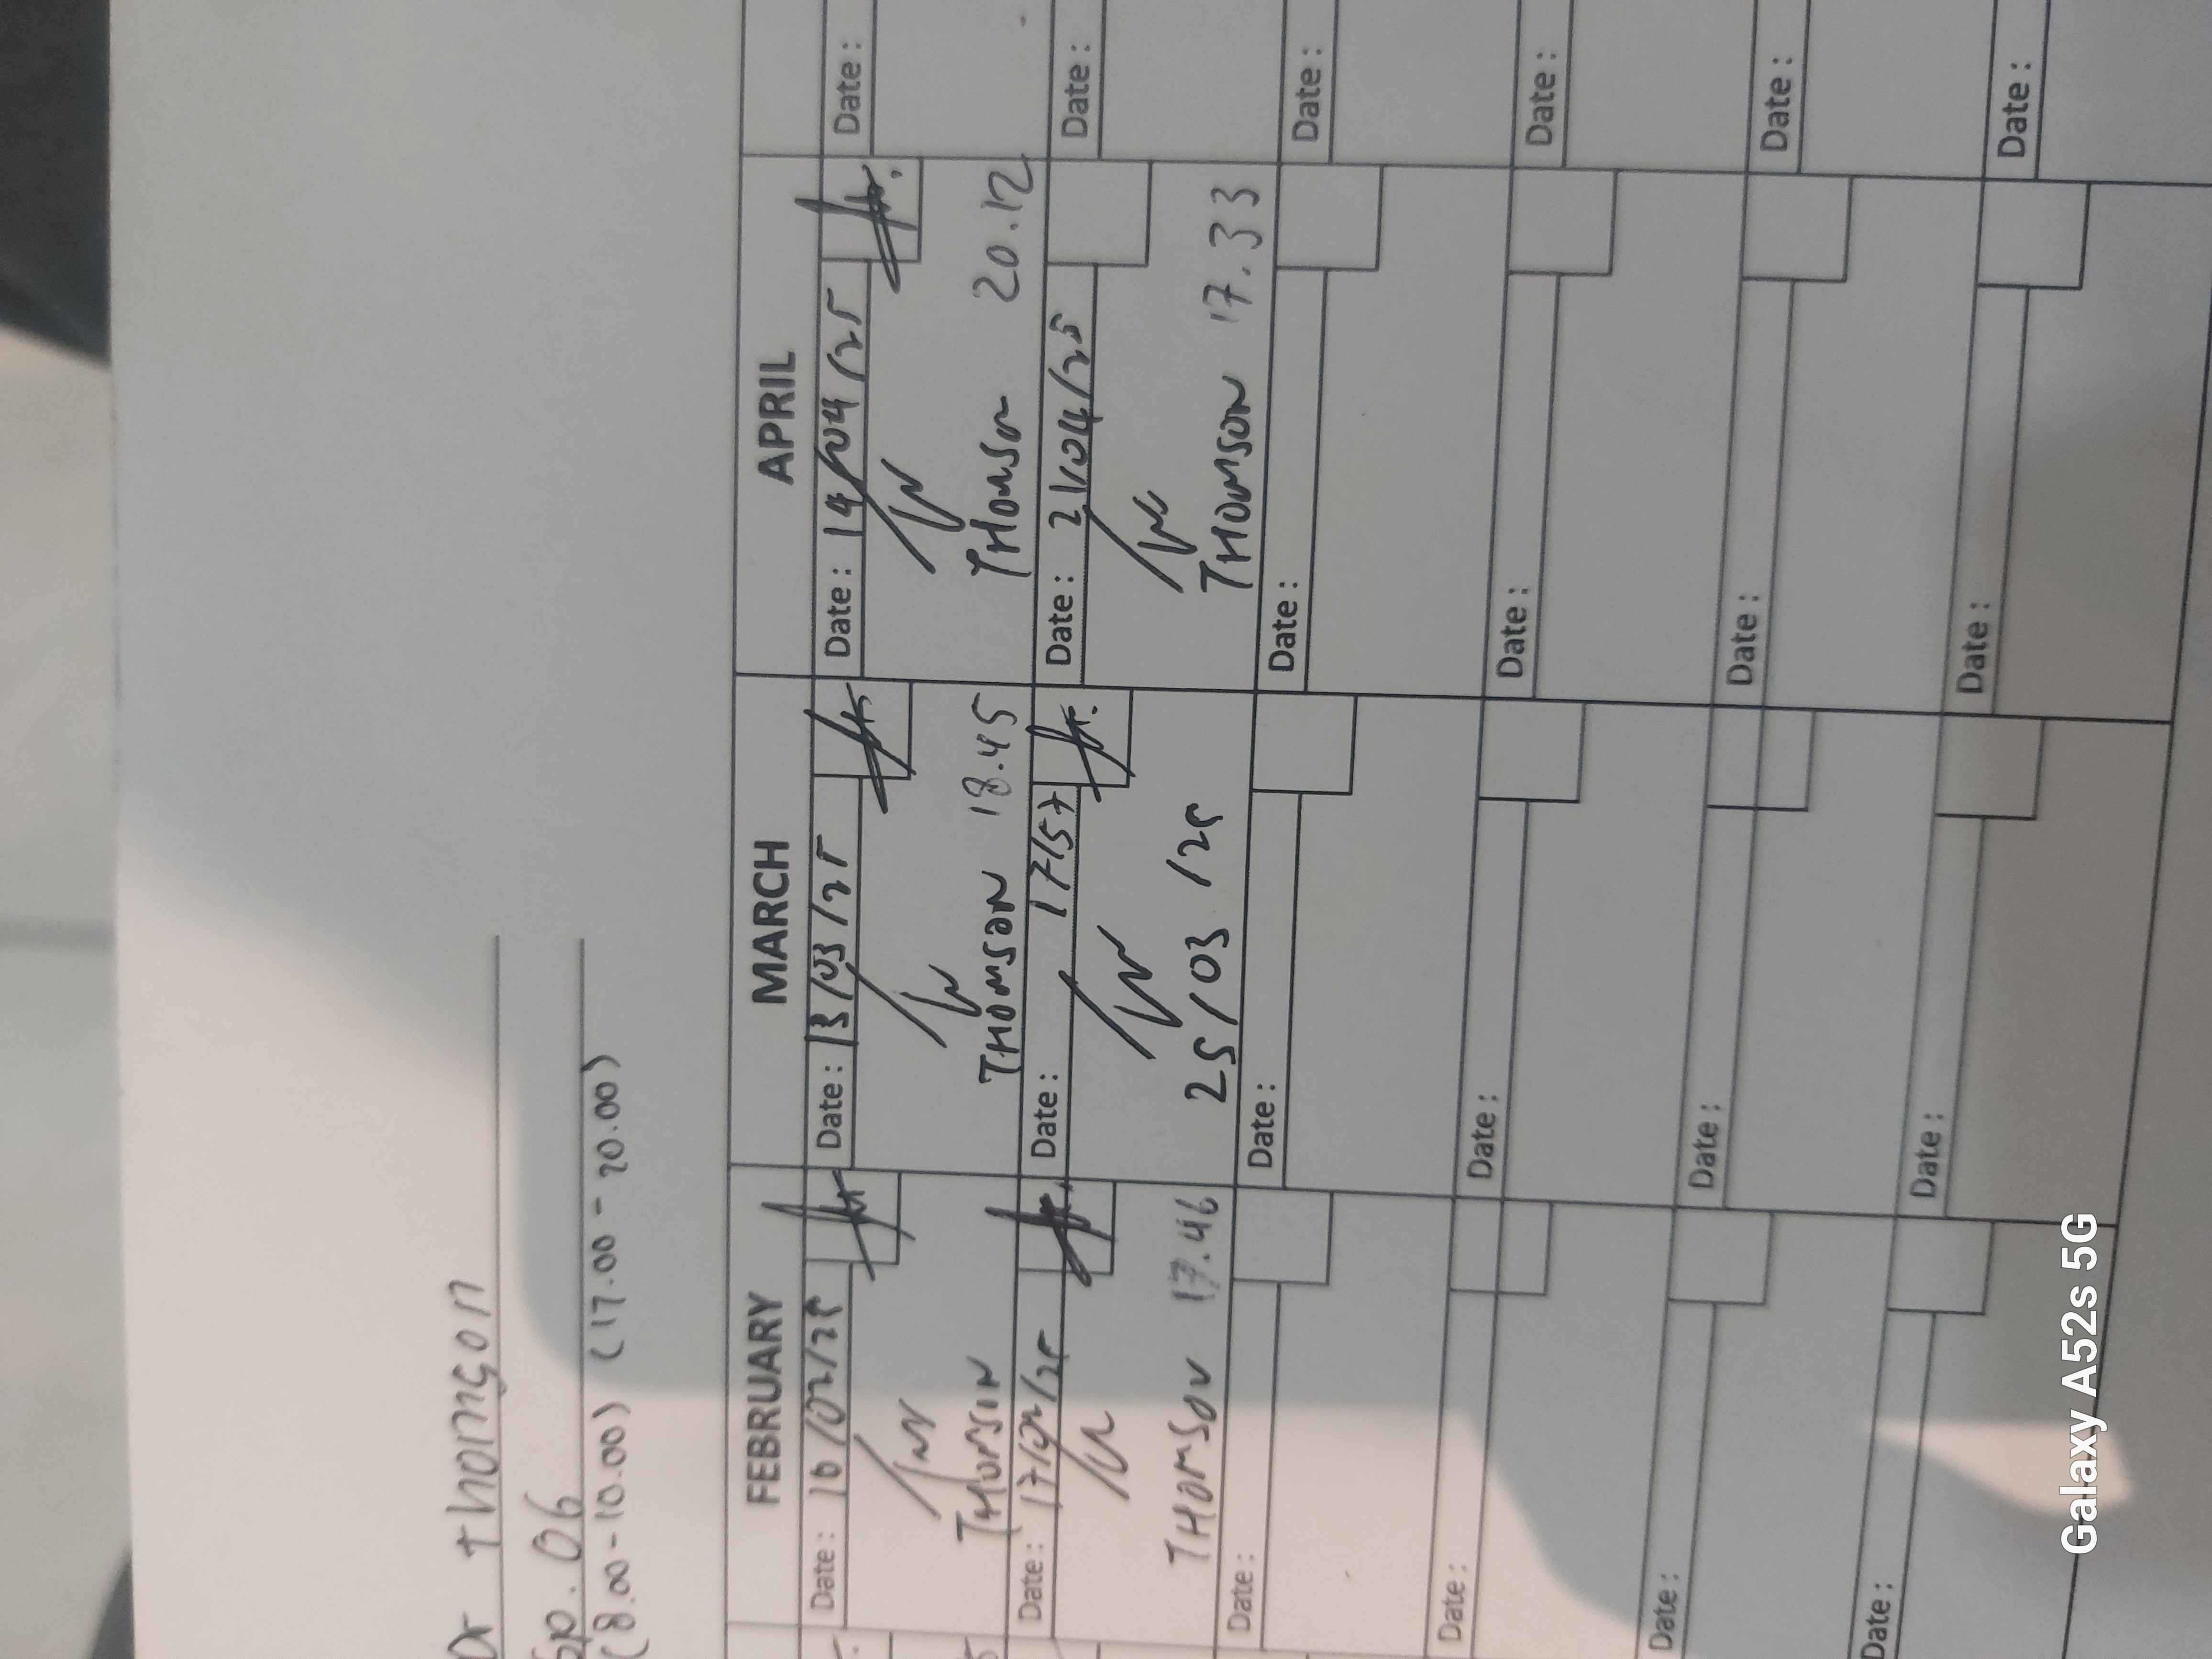 Dr thomson
Sp. 06
(8.00-10.00) (17.00 - 20.00)
FEBRUARY MARCH APRIL
Date : 16/02/25 Date : 13/03/25 Date : 14/04/25 Date :
THOMSON THOMSON 18.45 THOMSON 20.12
Date : 17/02/25 Date : 17/57 Date : 21/04/25 Date :
THOMSON 17.46 25/03/25 THOMSON 17.33
Date : Date : Date : Date :
Date : Date : Date : Date :
Date : Date : Date : Date :
Date : Date : Date : Date :
Galaxy A52s 5G